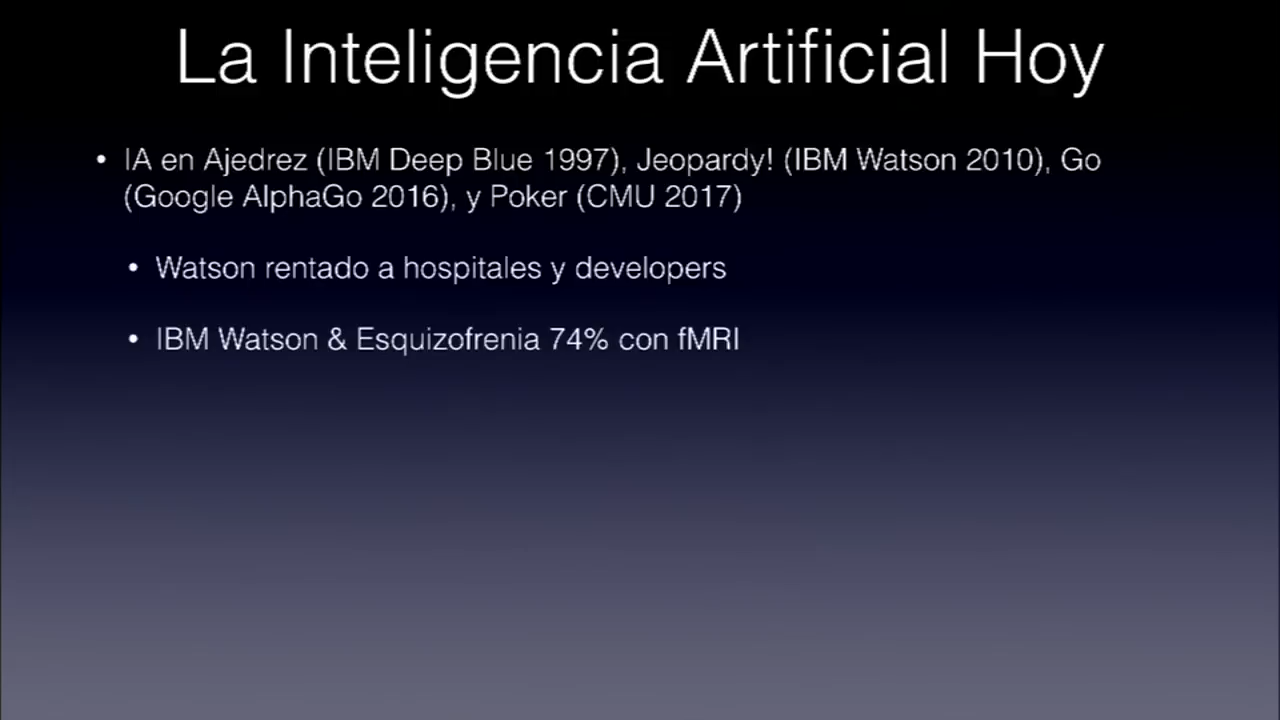 La Inteligencia Artificial Hoy
• IA en Ajedrez (IBM Deep Blue 1997), Jeopardy! (IBM Watson 2010), Go
(Google AlphaGo 2016), y Poker (CMU 2017)
• Watson rentado a hospitales y developers
• IBM Watson & Esquizofrenia 74% con fMRI